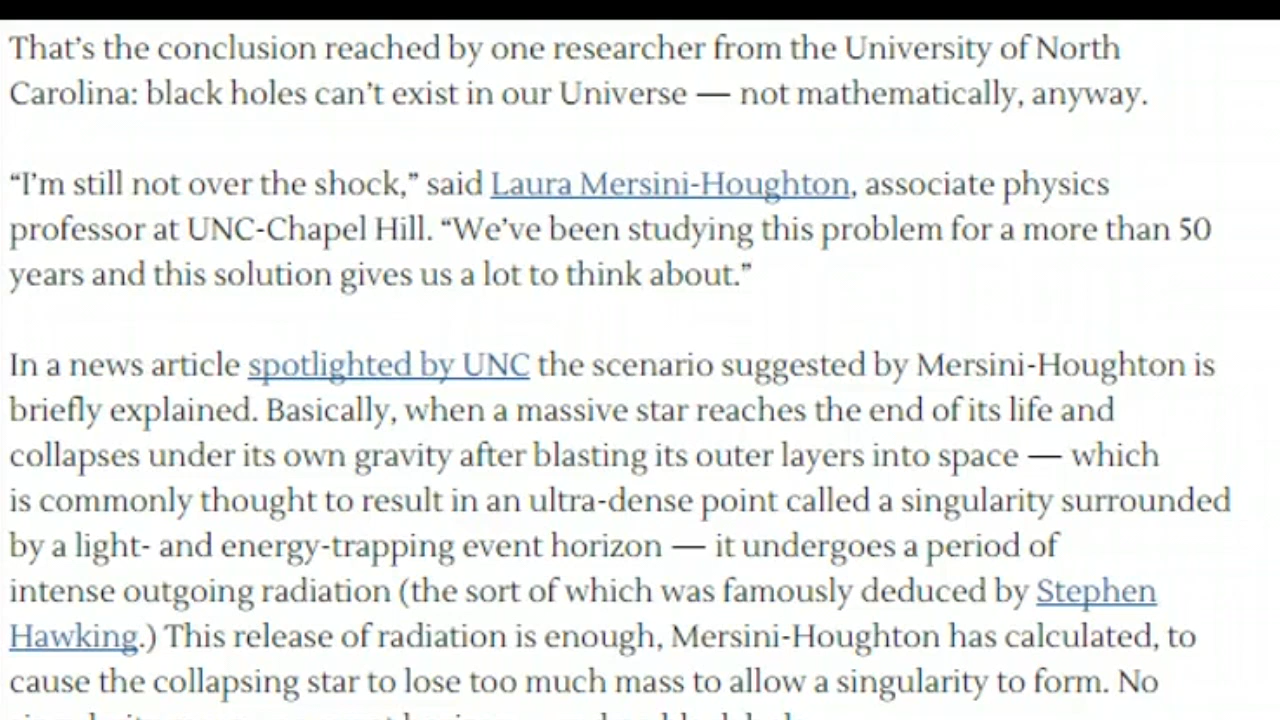 That’s the conclusion reached by one researcher from the University of North
Carolina: black holes can’t exist in our Universe — not mathematically, anyway.
“I’m still not over the shock,” said Laura Mersini-Houghton, associate physics
professor at UNC-Chapel Hill. “We’ve been studying this problem for a more than 50
years and this solution gives us a lot to think about.”
In a news article spotlighted by UNC the scenario suggested by Mersini-Houghton is
briefly explained. Basically, when a massive star reaches the end of its life and
collapses under its own gravity after blasting its outer layers into space — which
is commonly thought to result in an ultra-dense point called a singularity surrounded
by a light- and energy-trapping event horizon — it undergoes a period of
intense outgoing radiation (the sort of which was famously deduced by Stephen
Hawking.) This release of radiation is enough, Mersini-Houghton has calculated, to
cause the collapsing star to lose too much mass to allow a singularity to form. No